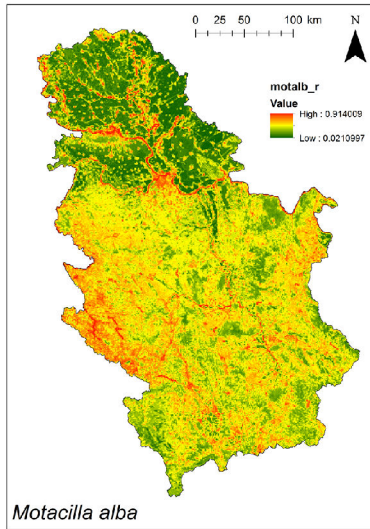 0 25 50 100 km
N
motalb_r
Value
High : 0.914009
Low : 0.0210997
Motacilla alba